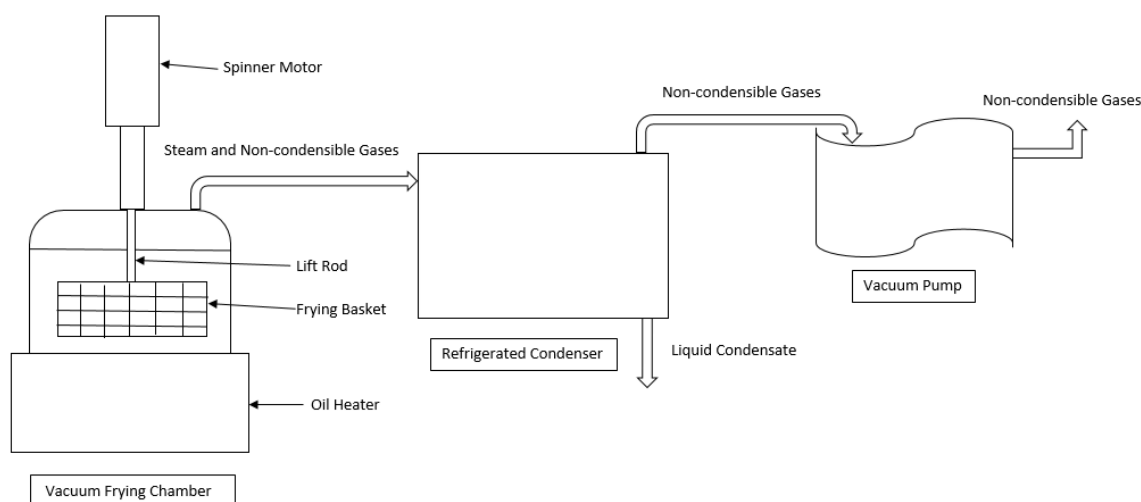 Spinner Motor
Steam and Non-condensible Gases
Non-condensible Gases
Non-condensible Gases
Lift Rod
Frying Basket
Vacuum Pump
Refrigerated Condenser
Liquid Condensate
Oil Heater
Vacuum Frying Chamber